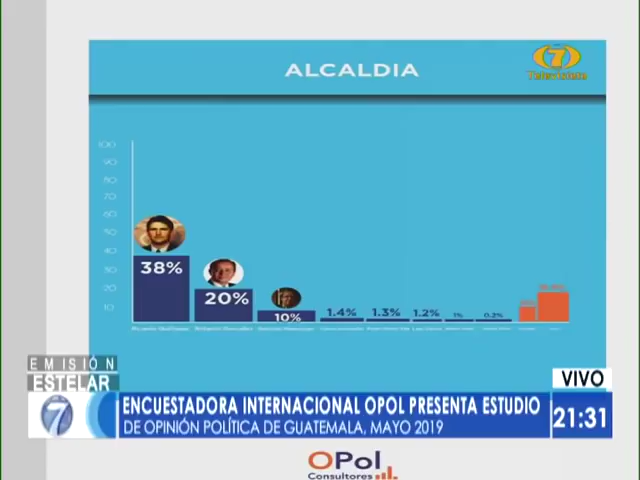 ALCALDIA
7
Televisiete
100
90
80
70
60
50
40
30
20
10
38%
20%
10%
1.4%
1.3%
1.2%
1%
0.2%
EMISIÓN
ESTELAR
7
ENCUESTADORA INTERNACIONAL OPOL PRESENTA ESTUDIO
DE OPINIÓN POLÍTICA DE GUATEMALA, MAYO 2019
VIVO
21:31
OPol
Consultores